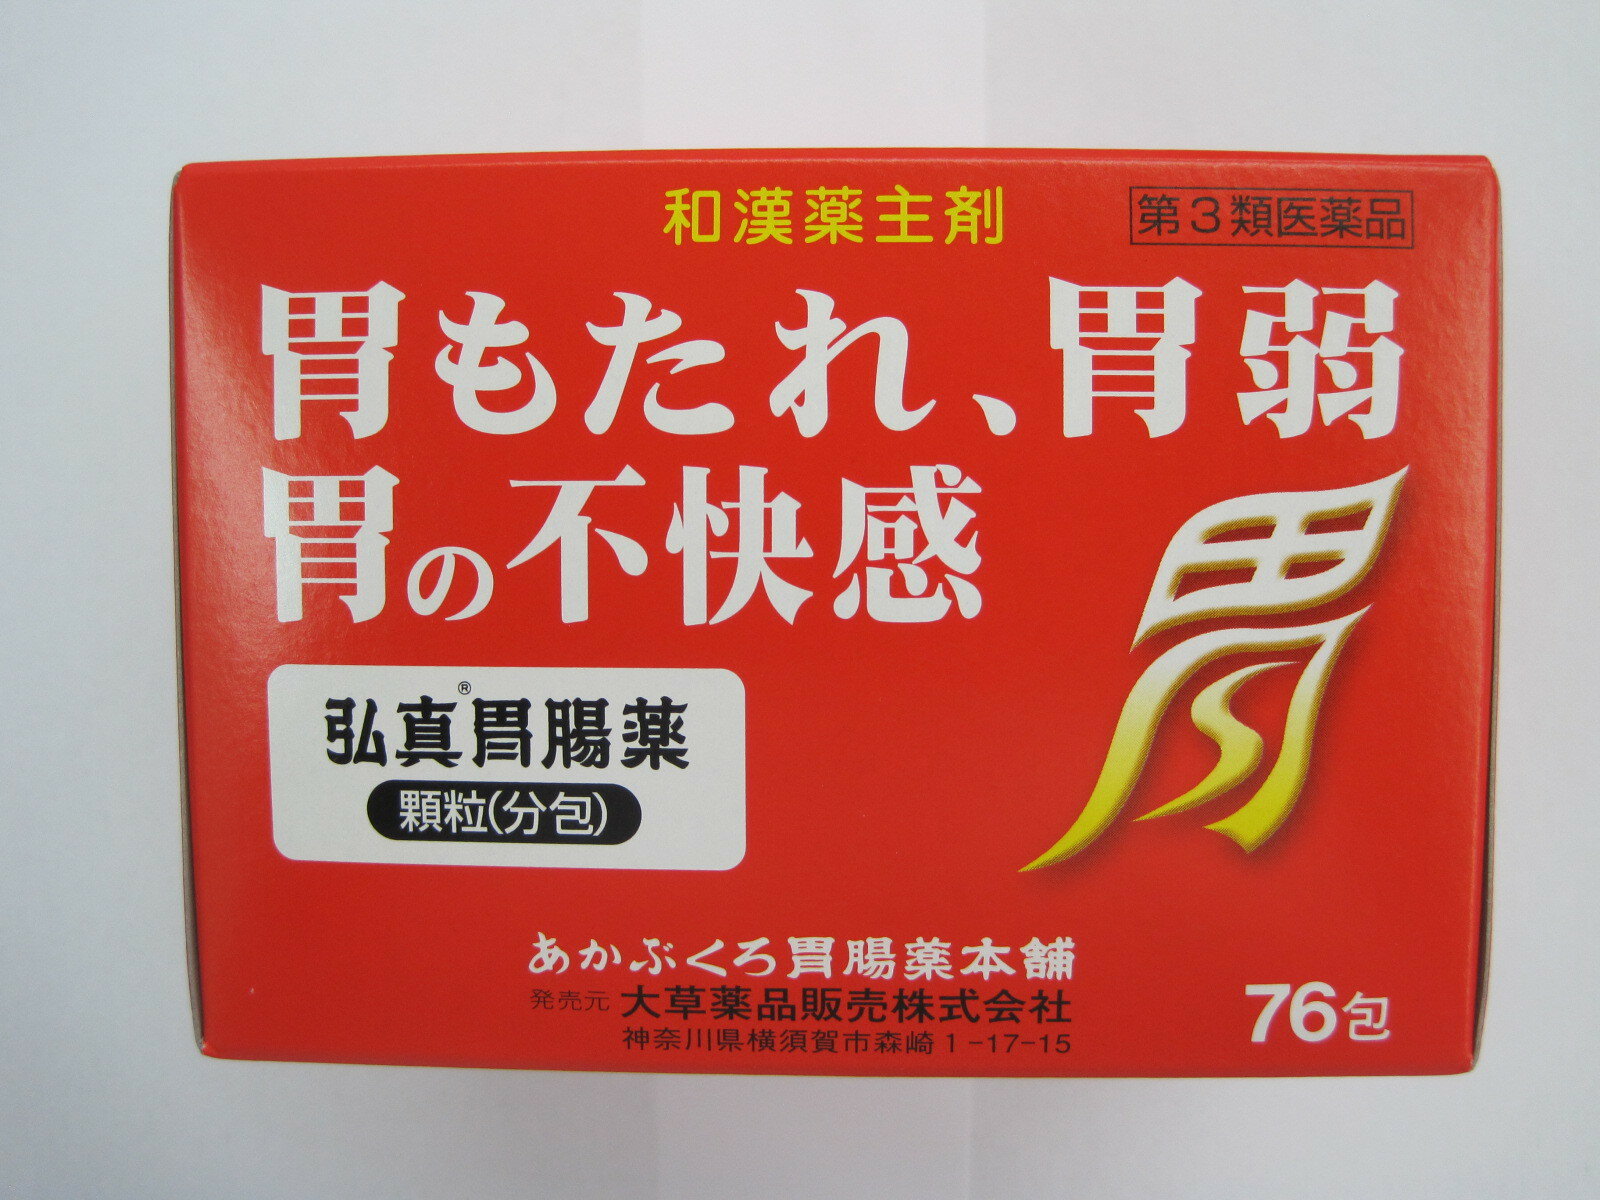 和漢薬主剤
第3類医薬品
胃もたれ、胃弱
胃の不快感
胃
弘真®胃腸薬
顆粒(分包)
あかぶくろ胃腸薬本舗
発売元 大草薬品販売株式会社
神奈川県横須賀市森崎1-17-15
76包